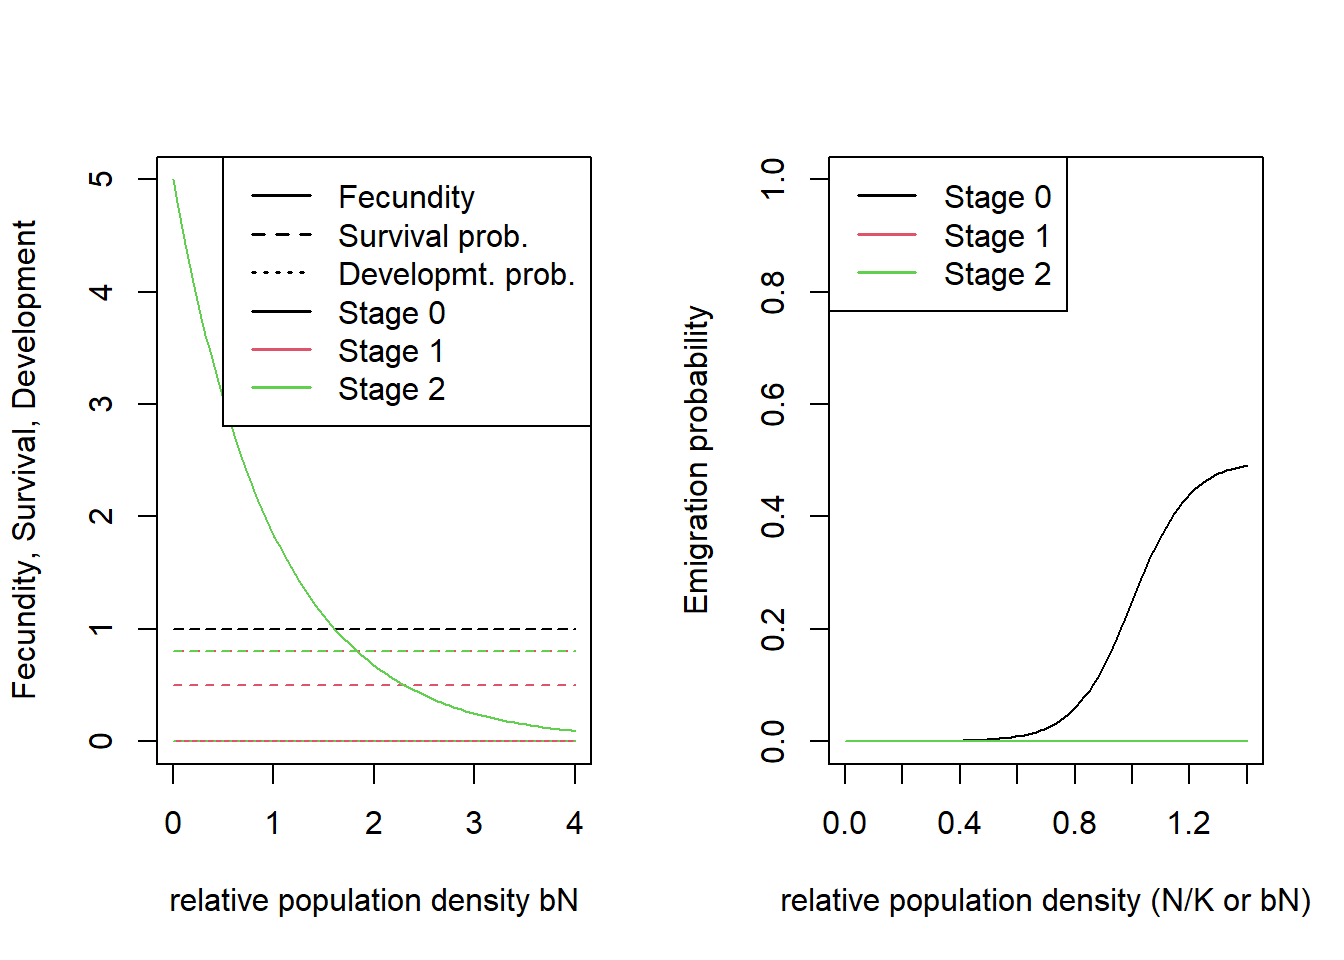 Fecundity, Survival, Development
5
4
3
2
1
0
Fecundity
Survival prob.
Developmt. prob.
Stage 0
Stage 1
Stage 2
0 1 2 3 4
relative population density bN
Emigration probability
1.0
0.8
0.6
0.4
0.2
0.0
Stage 0
Stage 1
Stage 2
0.0 0.4 0.8 1.2
relative population density (N/K or bN)